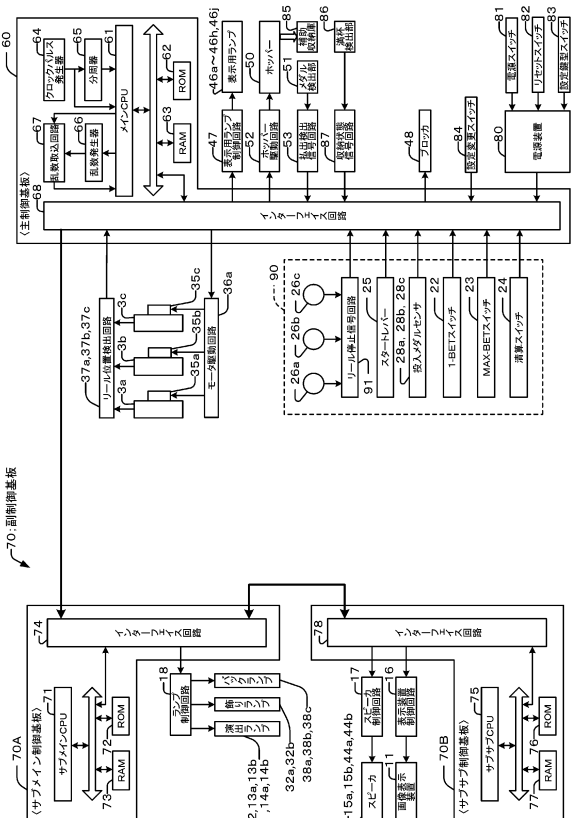 60
〈主制御基板〉
64
クロックパルス
発生器
65
分周器
61
メインCPU
67
乱数取込回路
66
乱数発生器
62
ROM
63
RAM
68
インターフェイス回路
46a～46h,46j
表示用ランプ
47
表示用ランプ
制御回路
50
ホッパー
52
ホッパー
駆動回路
85
補助
収納庫
51
メダル
検出部
53
払出検出
信号回路
86
満杯
検出部
87
収納状態
信号回路
48
ブロッカ
84
設定変更スイッチ
81
電源スイッチ
82
リセットスイッチ
83
設定鍵型スイッチ
80
電源装置
37a,37b,37c
リール位置検出回路
3a
3b
3c
35a
35b
35c
36a
モータ駆動回路
90
26a
26b
26c
リール停止信号回路
91
25
スタートレバー
28a, 28b, 28c
投入メダルセンサ
22
1-BETスイッチ
23
MAX-BETスイッチ
24
清算スイッチ
70:副制御基板
70A
〈サブメイン制御基板〉
71
サブメインCPU
72
ROM
73
RAM
74
インターフェイス回路
18
ランプ
制御回路
バックランプ
飾りランプ
演出ランプ
2,13a,13b
,14a,14b
32a,32b
38a,38b,38c
70B
〈サブサブ制御基板〉
75
サブサブCPU
76
ROM
77
RAM
78
インターフェイス回路
17
スピーカ
制御回路
16
表示装置
制御回路
15a,15b,44a,44b
スピーカ
11
画像表示
装置